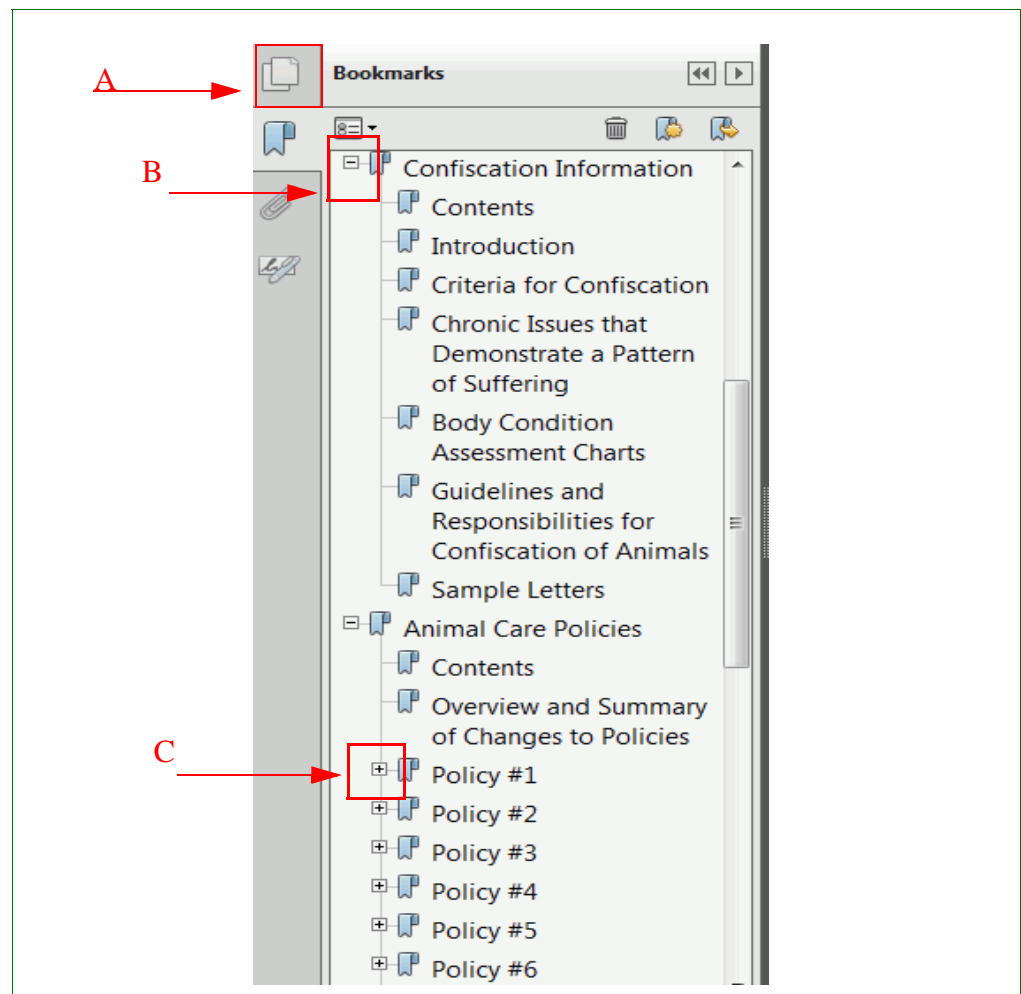 A
Bookmarks
B
Confiscation Information
Contents
Introduction
Criteria for Confiscation
Chronic Issues that
Demonstrate a Pattern
of Suffering
Body Condition
Assessment Charts
Guidelines and
Responsibilities for
Confiscation of Animals
Sample Letters
Animal Care Policies
Contents
Overview and Summary
of Changes to Policies
C
Policy #1
Policy #2
Policy #3
Policy #4
Policy #5
Policy #6